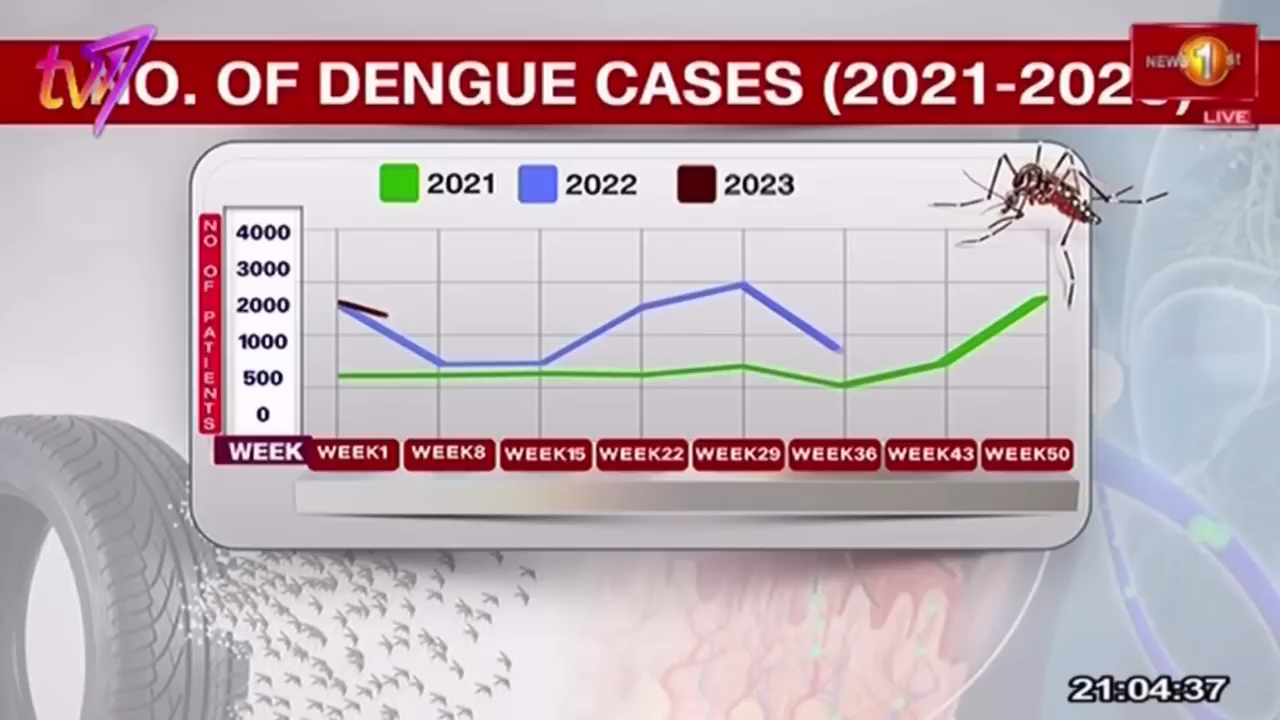 tv1
NO. OF DENGUE CASES (2021-202
NEWS 1st
LIVE
2021 2022 2023
NO OF PATIENTS
4000
3000
2000
1000
500
0
WEEK WEEK1 WEEK8 WEEK15 WEEK22 WEEK29 WEEK36 WEEK43 WEEK50
21:04:37